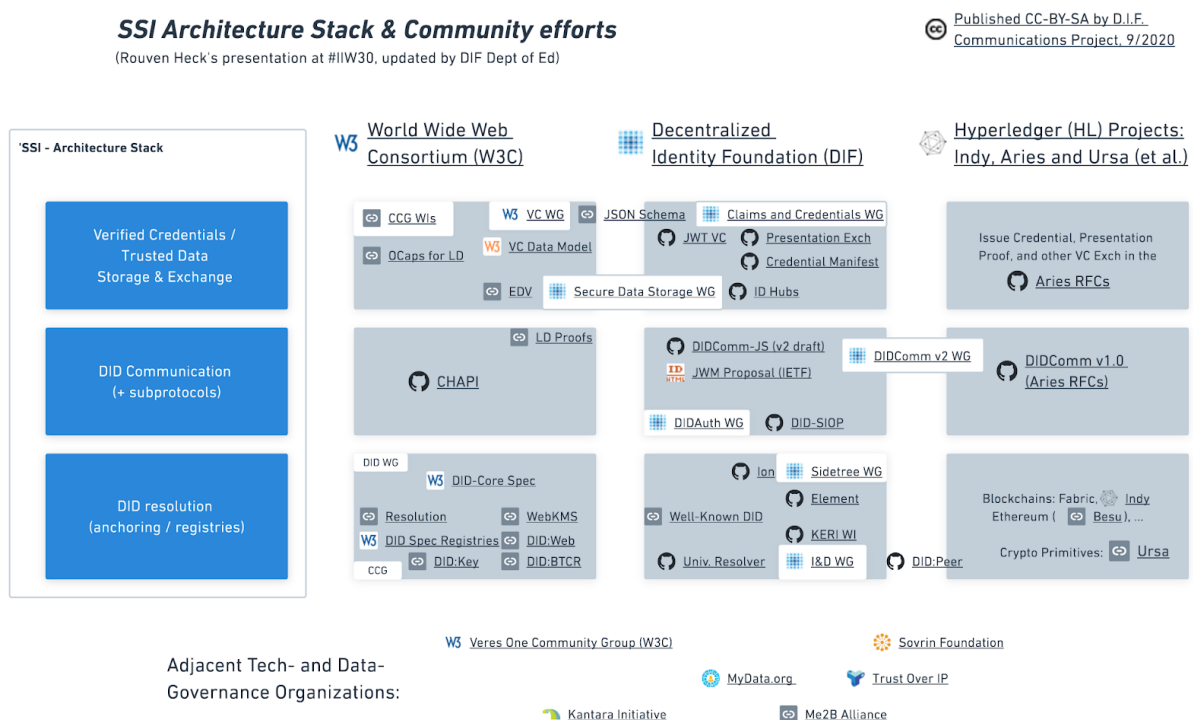 SSI Architecture Stack & Community efforts
(Rouven Heck's presentation at #IIW30, updated by DIF Dept of Ed)
Published CC-BY-SA by D.I.F.
Communications Project, 9/2020
'SSI - Architecture Stack
World Wide Web
Consortium (W3C)
Decentralized
Identity Foundation (DIF)
Hyperledger (HL) Projects:
Indy, Aries and Ursa (et al.)
Verified Credentials /
Trusted Data
Storage & Exchange
CCG WIs
VC WG
JSON Schema
OCaps for LD
VC Data Model
EDV
Secure Data Storage WG
Claims and Credentials WG
JWT VC
Presentation Exch
Credential Manifest
ID Hubs
Issue Credential, Presentation
Proof, and other VC Exch in the
Aries RFCs
DID Communication
(+ subprotocols)
LD Proofs
CHAPI
DIDComm-JS (v2 draft)
JWM Proposal (IETF)
DIDComm v2 WG
DIDAuth WG
DID-SIOP
DIDComm v1.0
(Aries RFCs)
DID resolution
(anchoring / registries)
DID WG
DID-Core Spec
Resolution
WebKMS
DID Spec Registries
DID:Web
DID:Key
DID:BTCR
CCG
Ion
Sidetree WG
Element
Well-Known DID
KERI WI
Univ. Resolver
I&D WG
DID:Peer
Blockchains: Fabric, Indy
Ethereum ( Besu), ...
Crypto Primitives: Ursa
Adjacent Tech- and Data-
Governance Organizations:
Veres One Community Group (W3C)
Sovrin Foundation
MyData.org
Trust Over IP
Kantara Initiative
Me2B Alliance